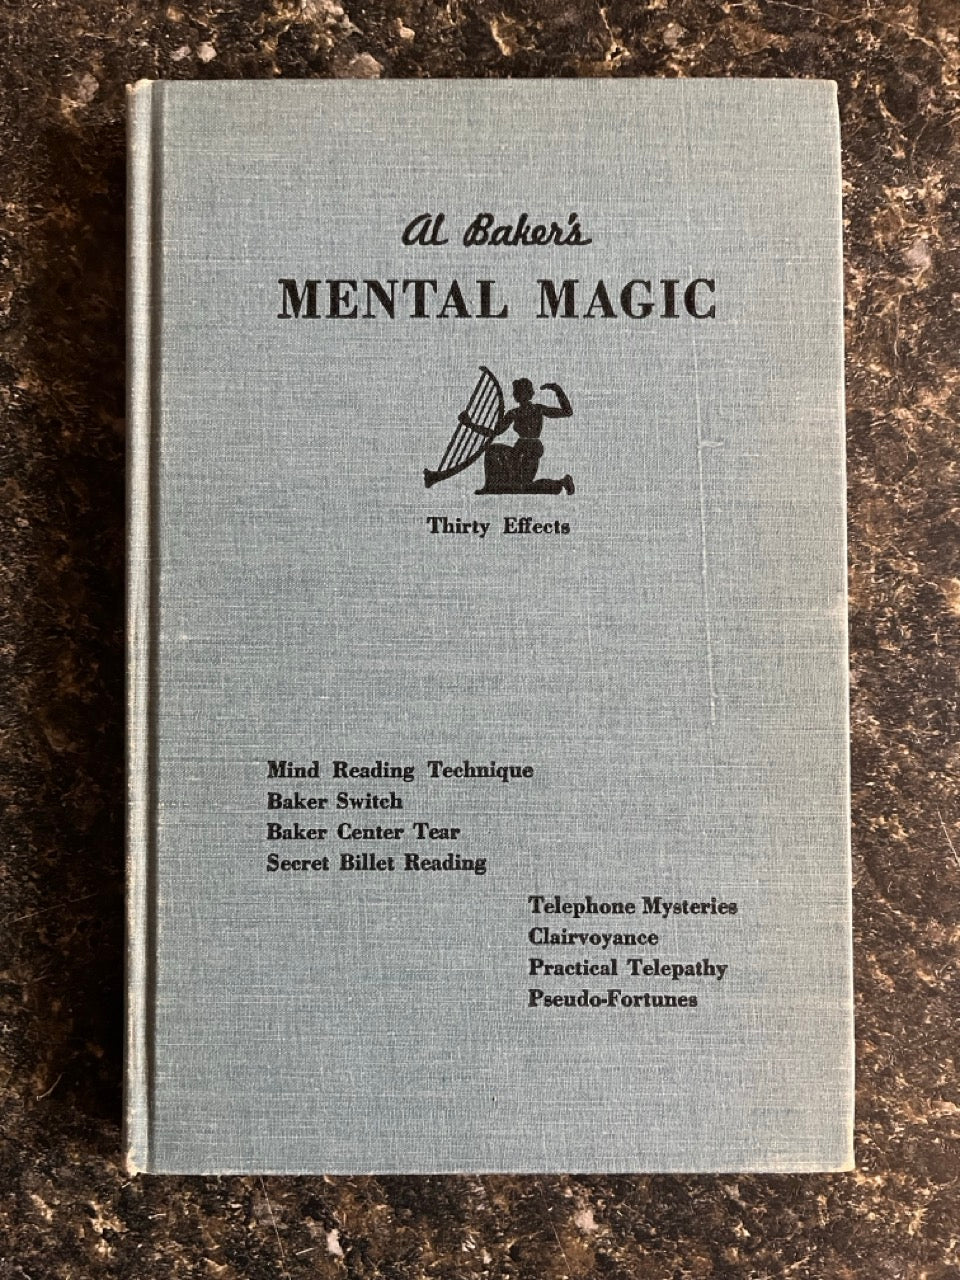 Al Baker's
MENTAL MAGIC
Thirty Effects
Mind Reading Technique
Baker Switch
Baker Center Tear
Secret Billet Reading
Telephone Mysteries
Clairvoyance
Practical Telepathy
Pseudo-Fortunes